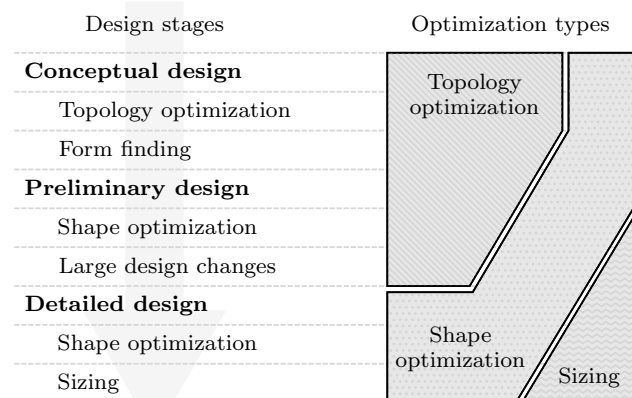 Design stages
Optimization types
Conceptual design
Topology optimization
Form finding
Preliminary design
Shape optimization
Large design changes
Detailed design
Shape optimization
Sizing
Topology
optimization
Shape
optimization
Sizing